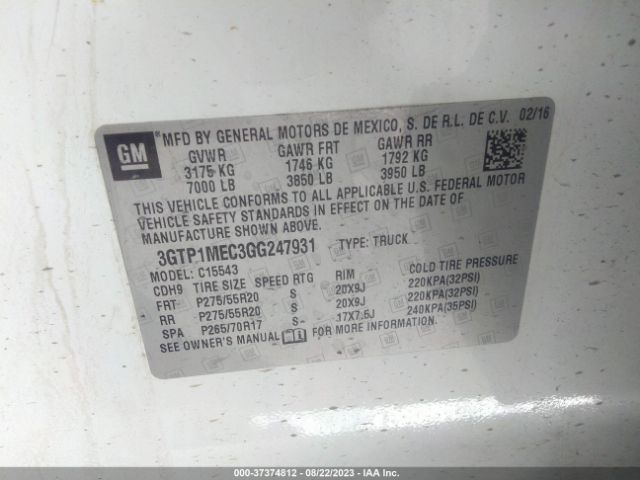 GM
MFD BY GENERAL MOTORS DE MEXICO, S. DE R.L. DE C.V. 02/16
GVWR GAWR FRT GAWR RR
3175 KG 1746 KG 1792 KG
7000 LB 3850 LB 3950 LB
THIS VEHICLE CONFORMS TO ALL APPLICABLE U.S. FEDERAL MOTOR
VEHICLE SAFETY STANDARDS IN EFFECT ON THE DATE OF
MANUFACTURE SHOWN ABOVE.
3GTP1MEC3GG247931 TYPE: TRUCK
MODEL: C15543
CDH9 TIRE SIZE SPEED RTG RIM COLD TIRE PRESSURE
FRT P275/55R20 S 20X9J 220KPA(32PSI)
RR P275/55R20 S 20X9J 220KPA(32PSI)
SPA P265/70R17 S 17X7.5J 240KPA(35PSI)
SEE OWNER'S MANUAL FOR MORE INFORMATION
000-37374812 - 08/22/2023 - IAA Inc.